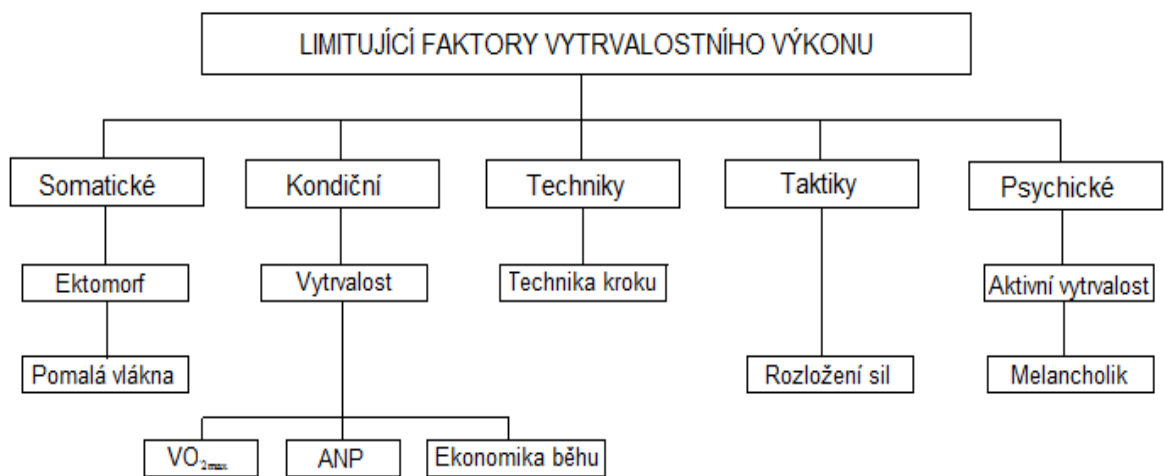 LIMITUJÍCÍ FAKTORY VYTRVALOSTNÍHO VÝKONU
Somatické
Kondiční
Techniky
Taktiky
Psychické
Ektomorf
Vytrvalost
Technika kroku
Aktivní vytrvalost
Pomalá vlákna
Rozložení sil
Melancholik
VO₂max.
ANP
Ekonomika běhu